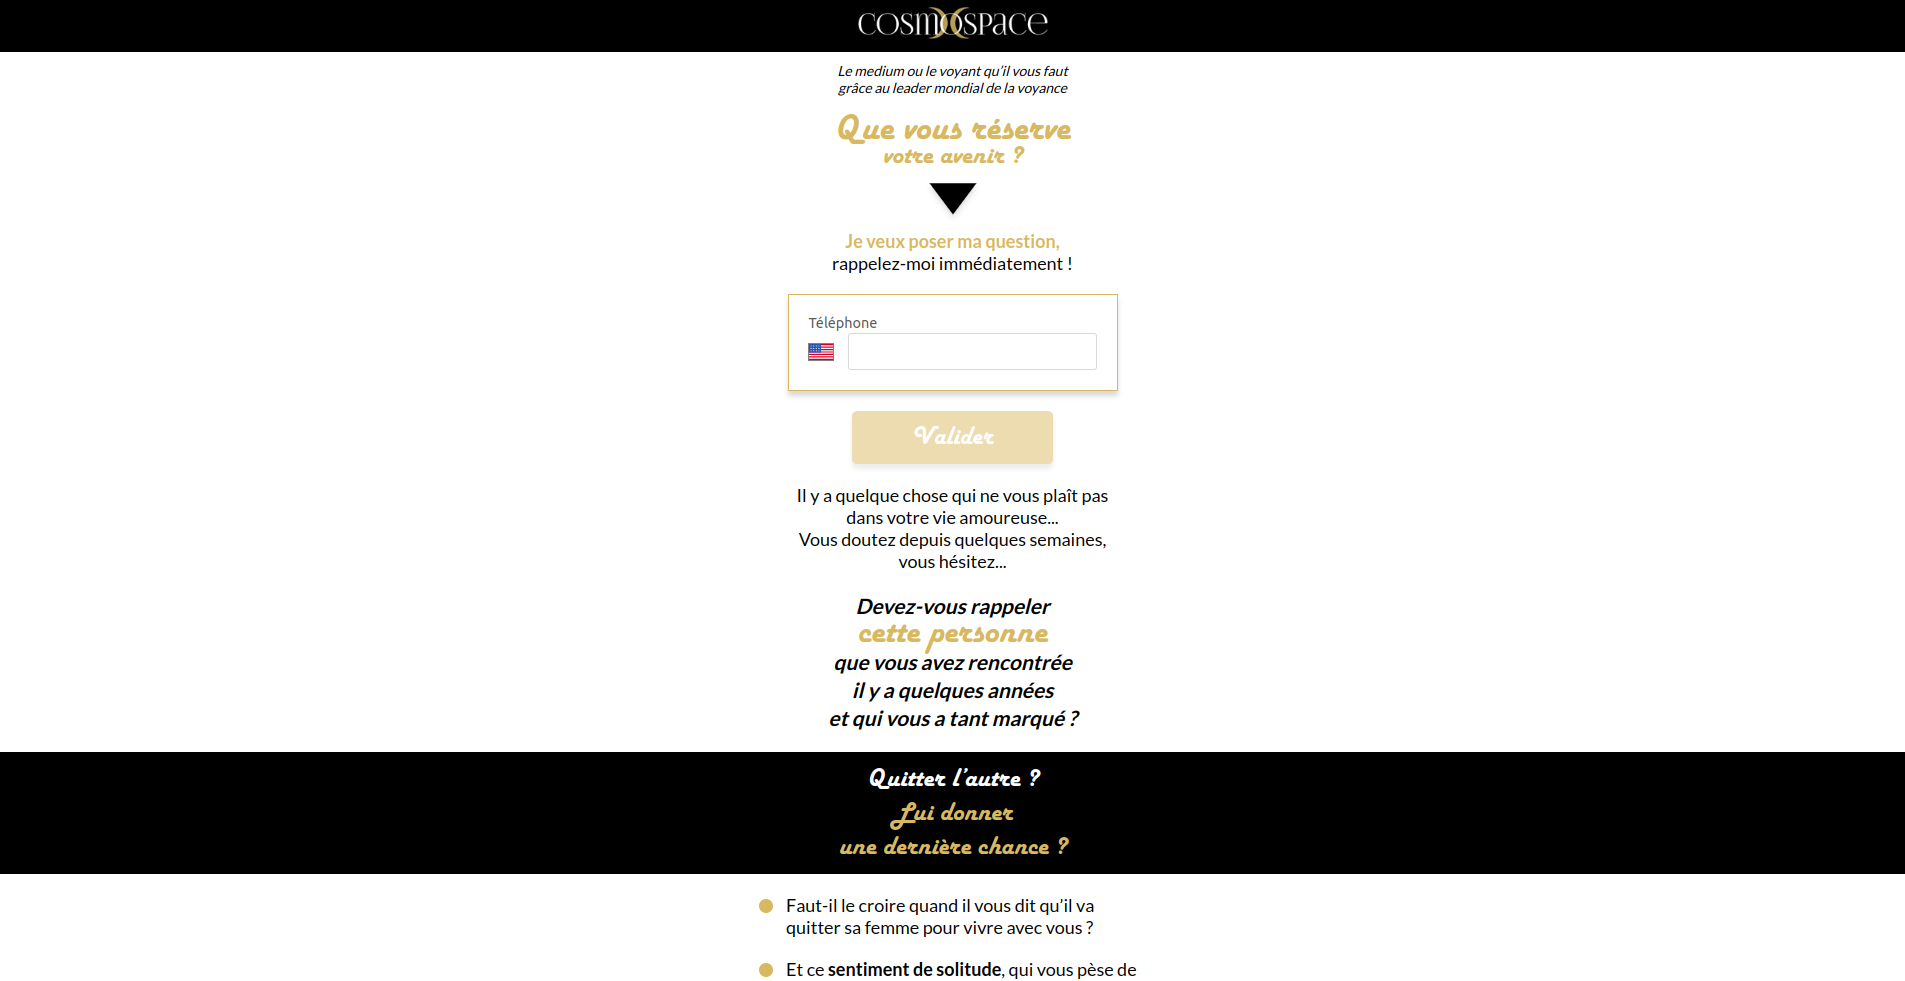 COSMOSPACE
Le medium ou le voyant qu’il vous faut
grâce au leader mondial de la voyance
Que vous réserve
votre avenir ?
Je veux poser ma question,
rappelez-moi immédiatement !
Téléphone
Valider
Il y a quelque chose qui ne vous plaît pas
dans votre vie amoureuse...
Vous doutez depuis quelques semaines,
vous hésitez...
Devez-vous rappeler
cette personne
que vous avez rencontrée
il y a quelques années
et qui vous a tant marqué ?
Quitter l’autre ?
Lui donner
une dernière chance ?
Faut-il le croire quand il vous dit qu’il va
quitter sa femme pour vivre avec vous ?
Et ce sentiment de solitude, qui vous pèse de